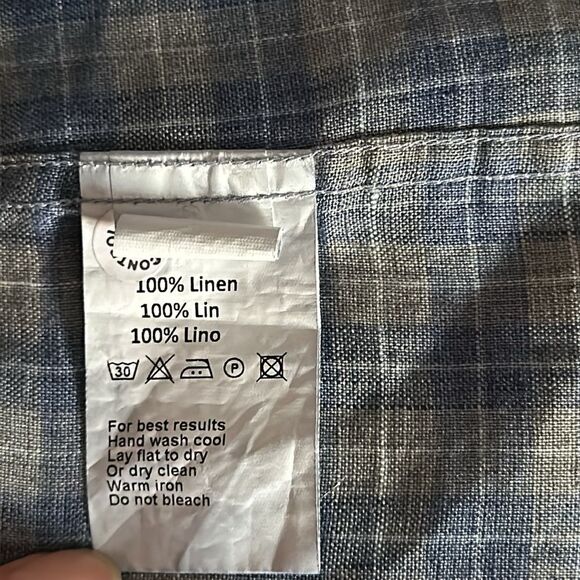 100% Linen
100% Lin
100% Lino
30 P
For best results
Hand wash cool
Lay flat to dry
Or dry clean
Warm iron
Do not bleach